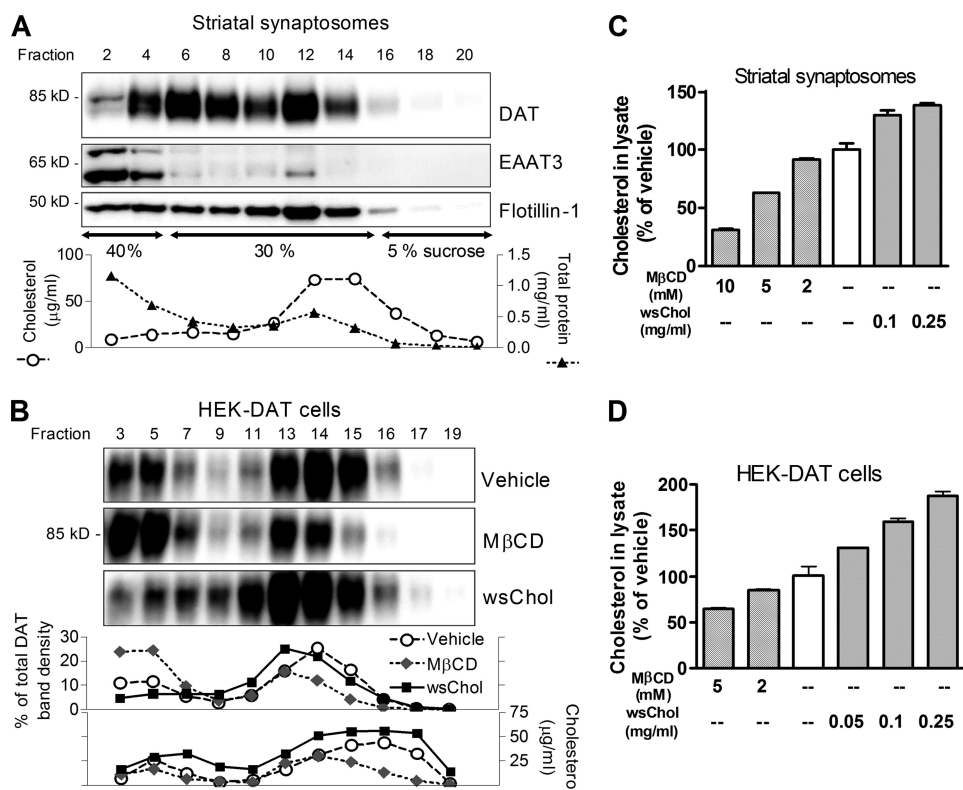 A
Striatal synaptosomes
Fraction 2 4 6 8 10 12 14 16 18 20
85 kD -
DAT
65 kD -
EAAT3
50 kD -
Flotillin-1
40% 30 % 5 % sucrose
100
50
0
Cholesterol
(μg/ml)
1.5
1.0
0.5
0.0
Total protein
(mg/ml)
B
HEK-DAT cells
Fraction 3 5 7 9 11 13 14 15 16 17 19
Vehicle
85 kD -
MβCD
wsChol
% of total DAT
band density
30
20
10
0
Vehicle
MβCD
wsChol
75
50
25
Cholestero
(μg/ml)
C
Striatal synaptosomes
Cholesterol in lysate
(% of vehicle)
150
100
50
0
MβCD
(mM)
10 5 2 -- -- --
wsChol
(mg/ml)
-- -- -- -- 0.1 0.25
D
HEK-DAT cells
Cholesterol in lysate
(% of vehicle)
200
150
100
50
0
MβCD
(mM)
5 2 -- -- -- --
wsChol
(mg/ml)
-- -- -- 0.05 0.1 0.25